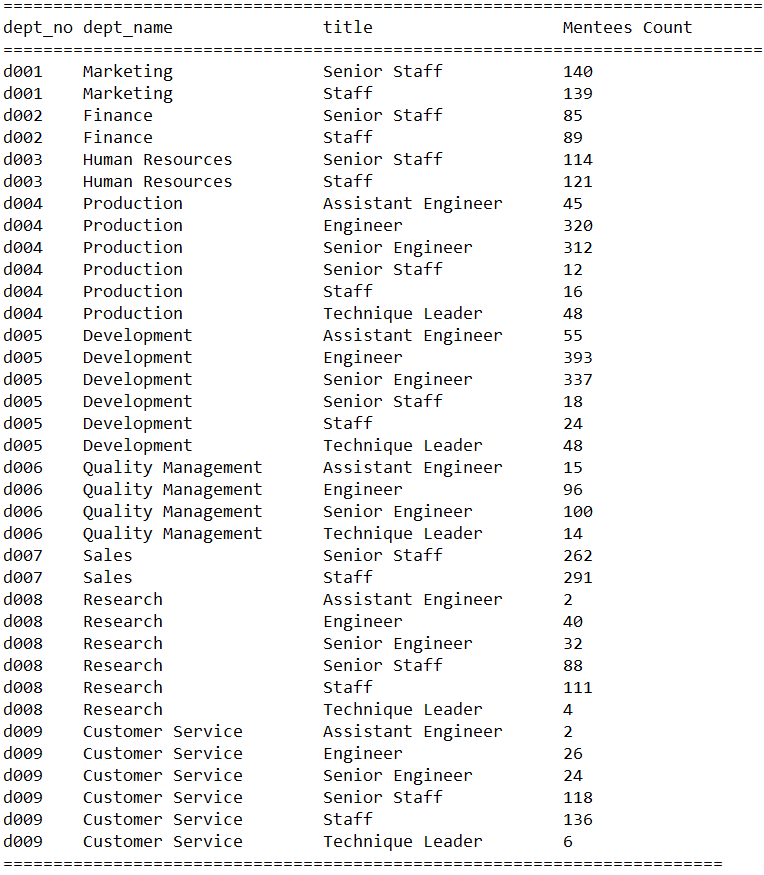 ============================================================================
dept_no dept_name               title                   Mentees Count
============================================================================
d001    Marketing               Senior Staff            140
d001    Marketing               Staff                   139
d002    Finance                 Senior Staff            85
d002    Finance                 Staff                   89
d003    Human Resources         Senior Staff            114
d003    Human Resources         Staff                   121
d004    Production              Assistant Engineer      45
d004    Production              Engineer                320
d004    Production              Senior Engineer         312
d004    Production              Senior Staff            12
d004    Production              Staff                   16
d004    Production              Technique Leader        48
d005    Development             Assistant Engineer      55
d005    Development             Engineer                393
d005    Development             Senior Engineer         337
d005    Development             Senior Staff            18
d005    Development             Staff                   24
d005    Development             Technique Leader        48
d006    Quality Management      Assistant Engineer      15
d006    Quality Management      Engineer                96
d006    Quality Management      Senior Engineer         100
d006    Quality Management      Technique Leader        14
d007    Sales                   Senior Staff            262
d007    Sales                   Staff                   291
d008    Research                Assistant Engineer      2
d008    Research                Engineer                40
d008    Research                Senior Engineer         32
d008    Research                Senior Staff            88
d008    Research                Staff                   111
d008    Research                Technique Leader        4
d009    Customer Service        Assistant Engineer      2
d009    Customer Service        Engineer                26
d009    Customer Service        Senior Engineer         24
d009    Customer Service        Senior Staff            118
d009    Customer Service        Staff                   136
d009    Customer Service        Technique Leader        6
========================================================================